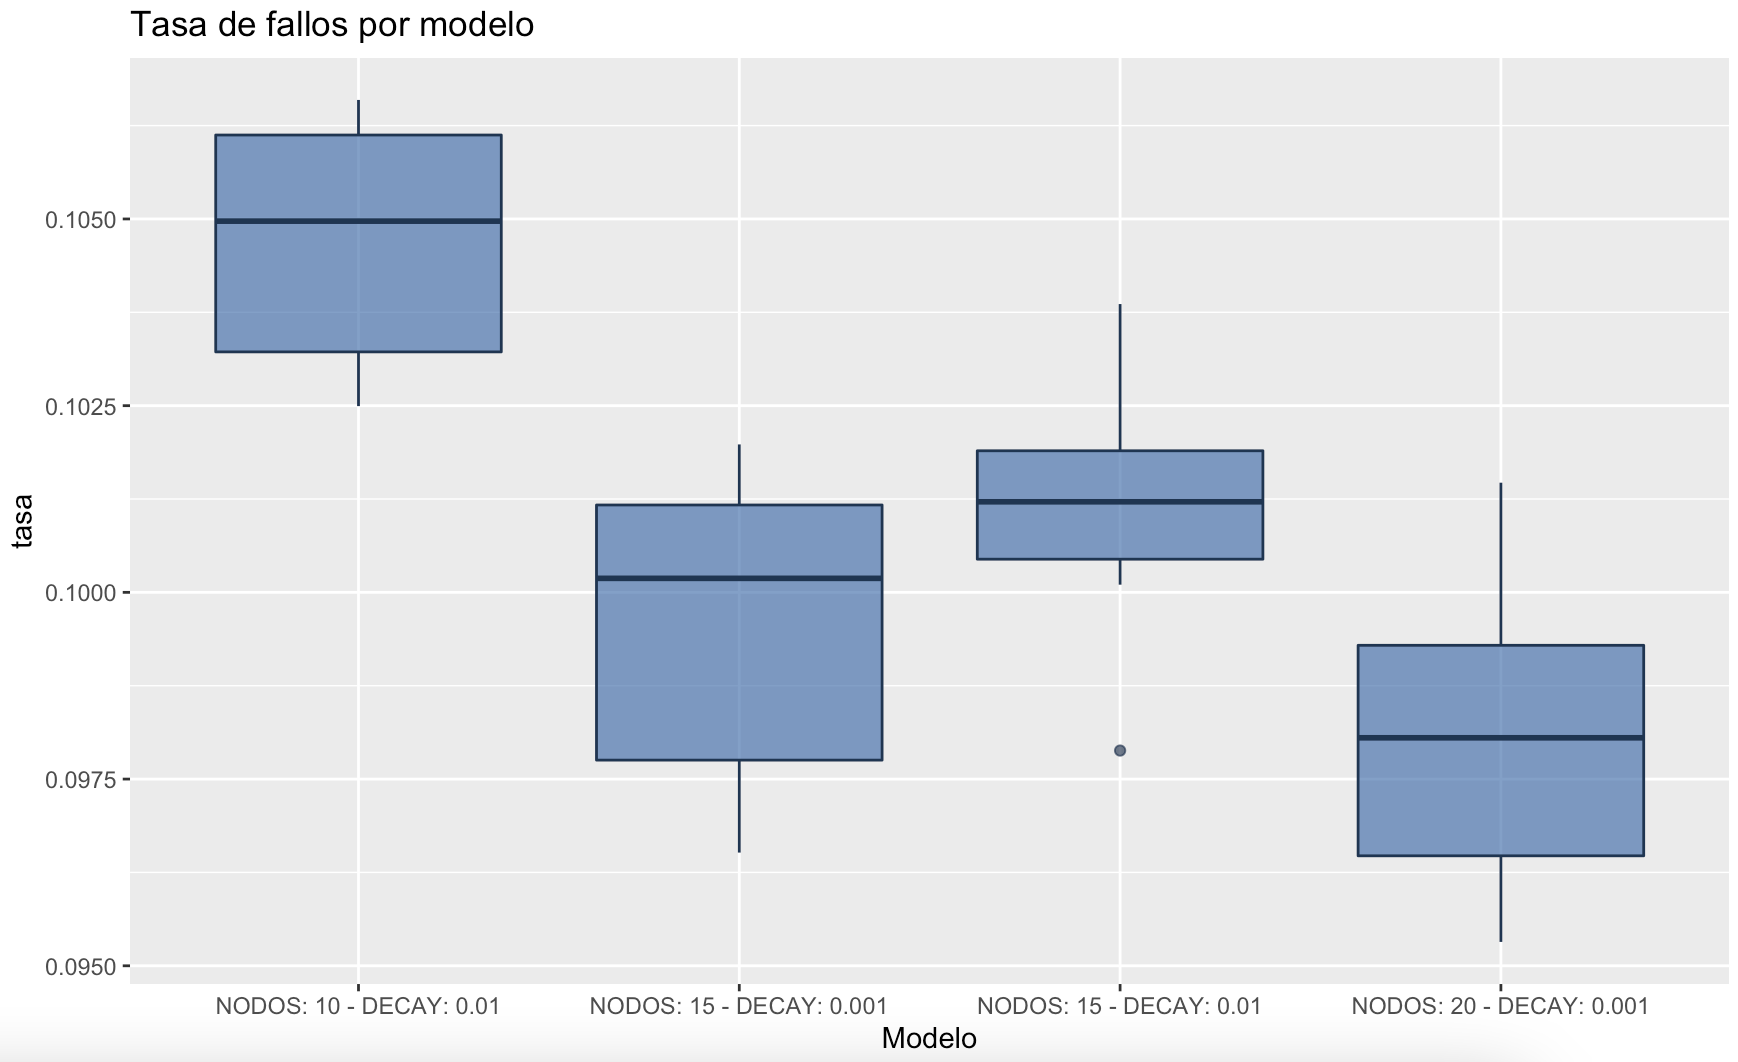 Tasa de fallos por modelo
tasa
0.1050
0.1025
0.1000
0.0975
0.0950
NODOS: 10 - DECAY: 0.01
NODOS: 15 - DECAY: 0.001
NODOS: 15 - DECAY: 0.01
NODOS: 20 - DECAY: 0.001
Modelo